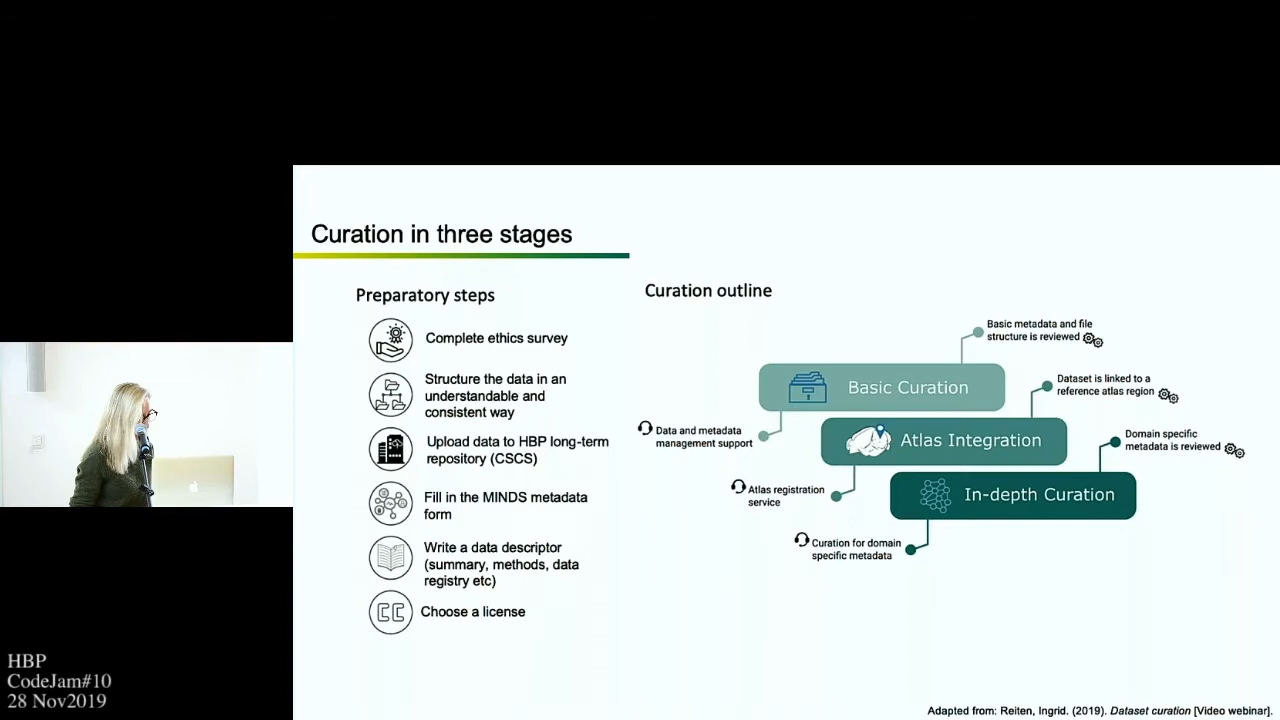 Curation in three stages
Preparatory steps
Complete ethics survey
Structure the data in an
understandable and
consistent way
Upload data to HBP long-term
repository (CSCS)
Fill in the MINDS metadata
form
Write a data descriptor
(summary, methods, data
registry etc)
CC
Choose a license
Curation outline
Basic metadata and file
structure is reviewed
Basic Curation
Dataset is linked to a
reference atlas region
Data and metadata
management support
Atlas Integration
Domain specific
metadata is reviewed
Atlas registration
service
In-depth Curation
Curation for domain
specific metadata
HBP
CodeJam#10
28 Nov2019
Adapted from: Reiten, Ingrid. (2019). Dataset curation [Video webinar].